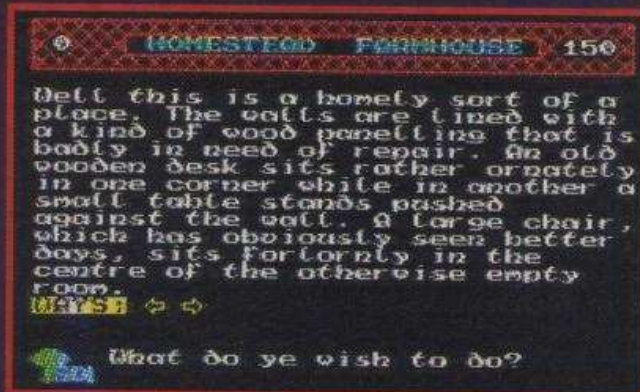 0 HOMESTEAD FARMHOUSE 150
Well this is a homely sort of a
place. The walls are lined with
a kind of wood panelling that is
badly in need of repair. An old
wooden desk sits rather ornately
in one corner while in another a
small table stands pushed
against the wall. A large chair,
which has obviously seen better
days, sits forlornly in the
centre of the otherwise empty
room.
WAYS: ⇦ ⇨
What do ye wish to do?